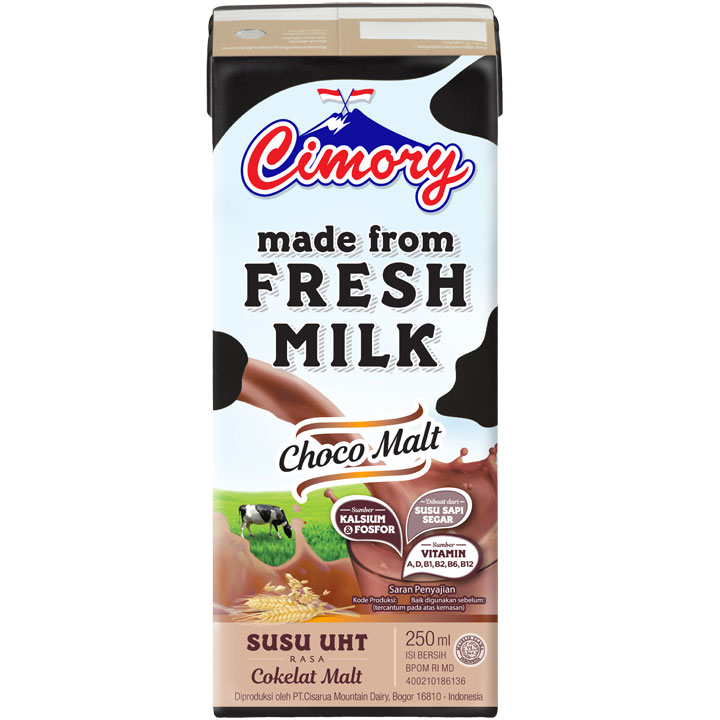 Cimory
made from
FRESH
MILK
Choco Malt
Sumber
KALSIUM
& FOSFOR
Dibuat dari
SUSU SAPI
SEGAR
Sumber
VITAMIN
A, D, B1, B2, B6, B12
Saran Penyajian
Kode Produksi: Baik digunakan sebelum:
(tercantum pada atas kemasan)
SUSU UHT
RASA
Cokelat Malt
250 ml
ISI BERSIH
BPOM RI MD
400210186136
Diproduksi oleh PT.Cisarua Mountain Dairy, Bogor 16810 - Indonesia